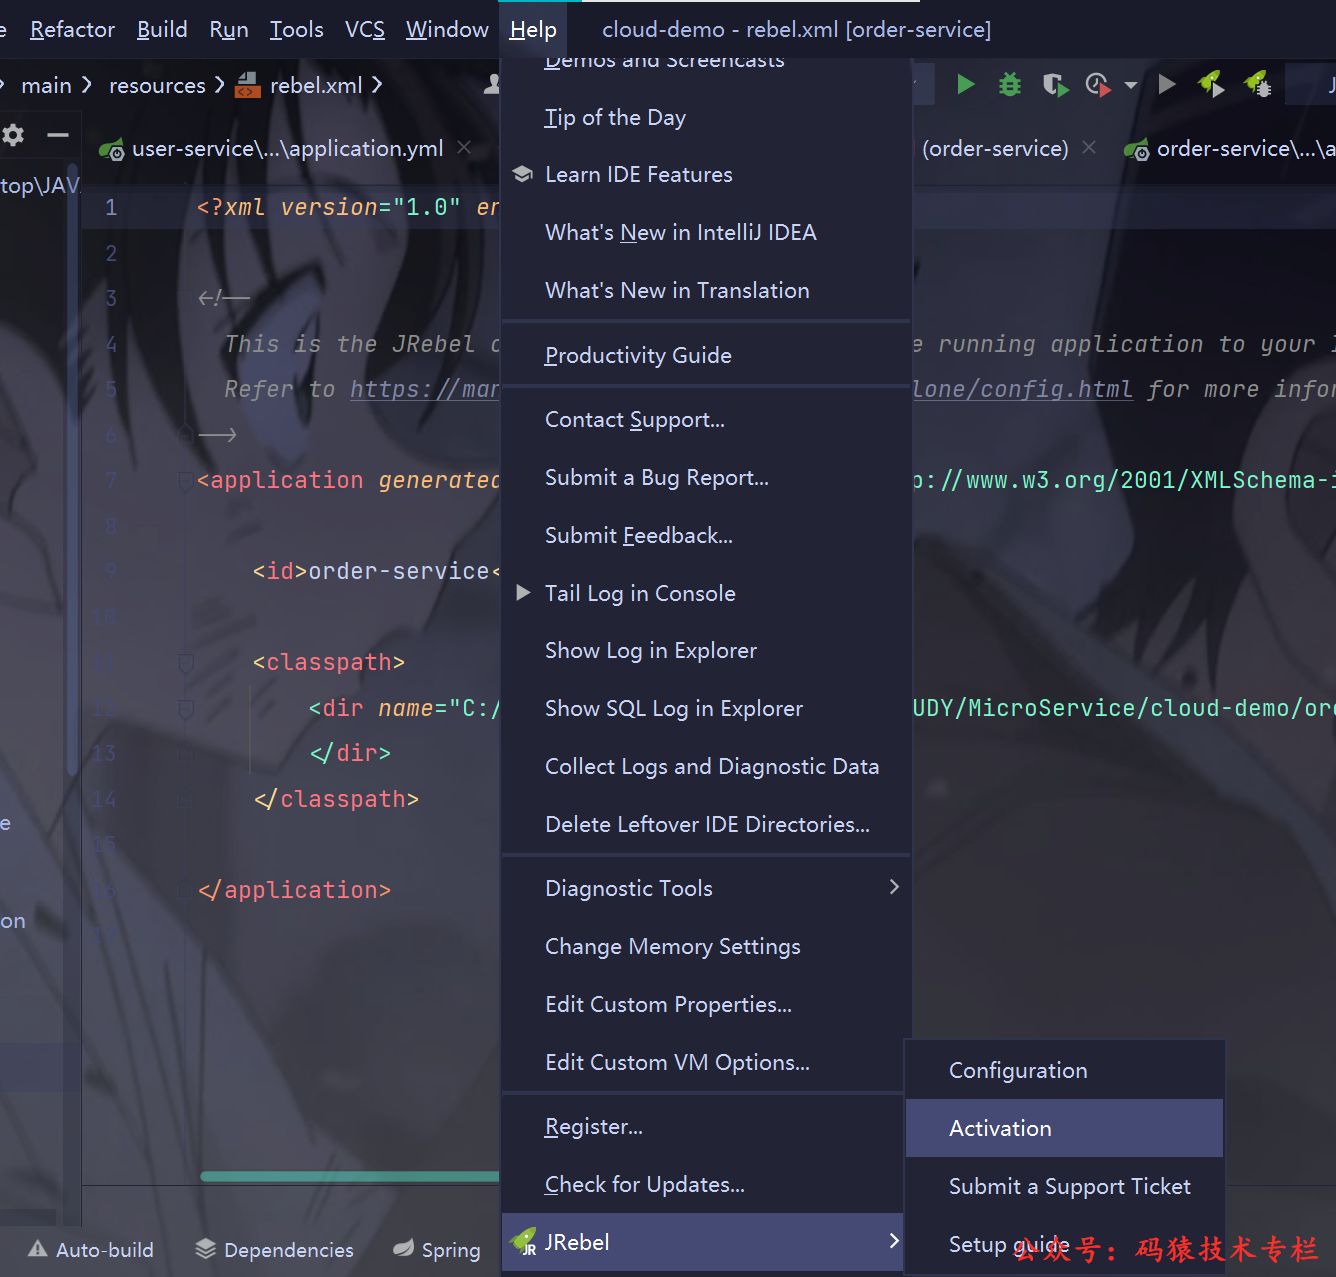 Refactor Build Run Tools VCS Window Help cloud-demo - rebel.xml [order-service]
main resources rebel.xml
user-service\...\application.yml (order-service) order-service\...\a
top\JAV
1 <?xml version="1.0" en
2
3 <!--
4 This is the JRebel c e running application to your
5 Refer to https://man lone/config.html for more infor
6 -->
7 <application generated p://www.w3.org/2001/XMLSchema-i
8
9 <id>order-service<
10
11 <classpath>
12 <dir name="C:/ UDY/MicroService/cloud-demo/ord
13 </dir>
14 </classpath>
15
16 </application>
17
e
on
Demos and Screencasts
Tip of the Day
Learn IDE Features
What's New in IntelliJ IDEA
What's New in Translation
Productivity Guide
Contact Support...
Submit a Bug Report...
Submit Feedback...
Tail Log in Console
Show Log in Explorer
Show SQL Log in Explorer
Collect Logs and Diagnostic Data
Delete Leftover IDE Directories...
Diagnostic Tools
Change Memory Settings
Edit Custom Properties...
Edit Custom VM Options...
Register...
Check for Updates...
JRebel
Configuration
Activation
Submit a Support Ticket
Setup guide
Auto-build Dependencies Spring
公众号：码猿技术专栏